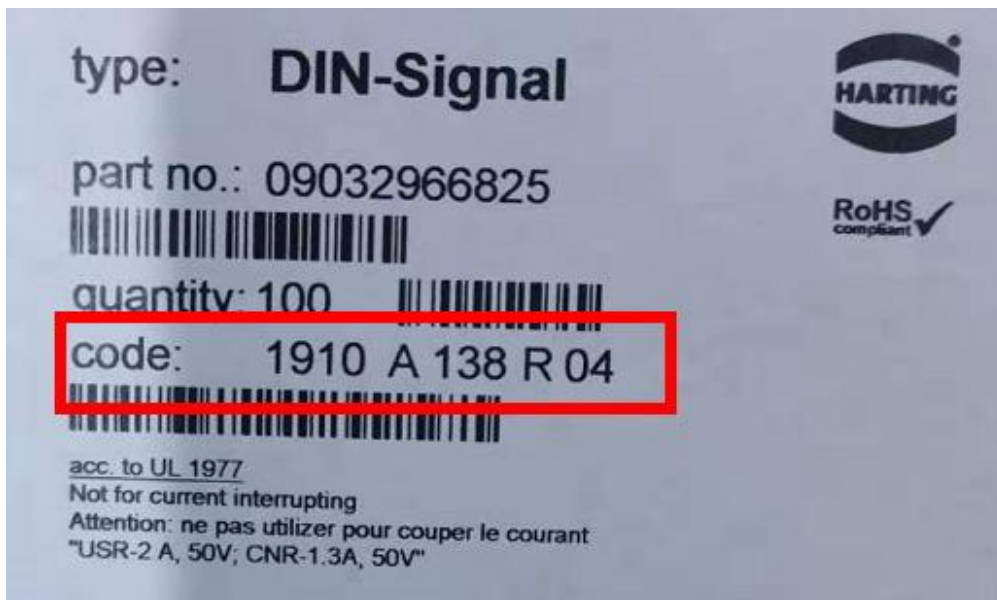 type: DIN-Signal
HARTING
part no.: 09032966825
RoHS
compliant
quantity: 100
code: 1910 A 138 R 04
acc. to UL 1977
Not for current interrupting
Attention: ne pas utilizer pour couper le courant
"USR-2 A, 50V; CNR-1.3A, 50V"